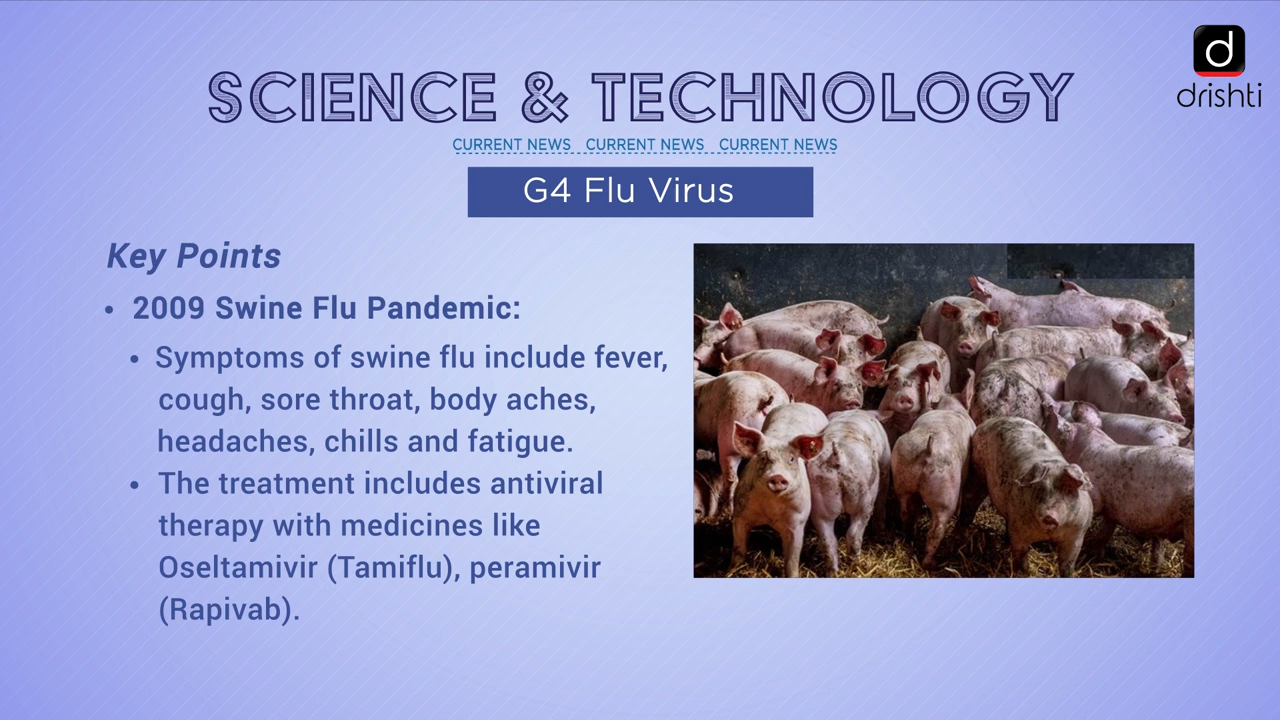 d
drishti
SCIENCE & TECHNOLOGY
CURRENT NEWS CURRENT NEWS CURRENT NEWS
G4 Flu Virus
Key Points
• 2009 Swine Flu Pandemic:
• Symptoms of swine flu include fever,
cough, sore throat, body aches,
headaches, chills and fatigue.
• The treatment includes antiviral
therapy with medicines like
Oseltamivir (Tamiflu), peramivir
(Rapivab).